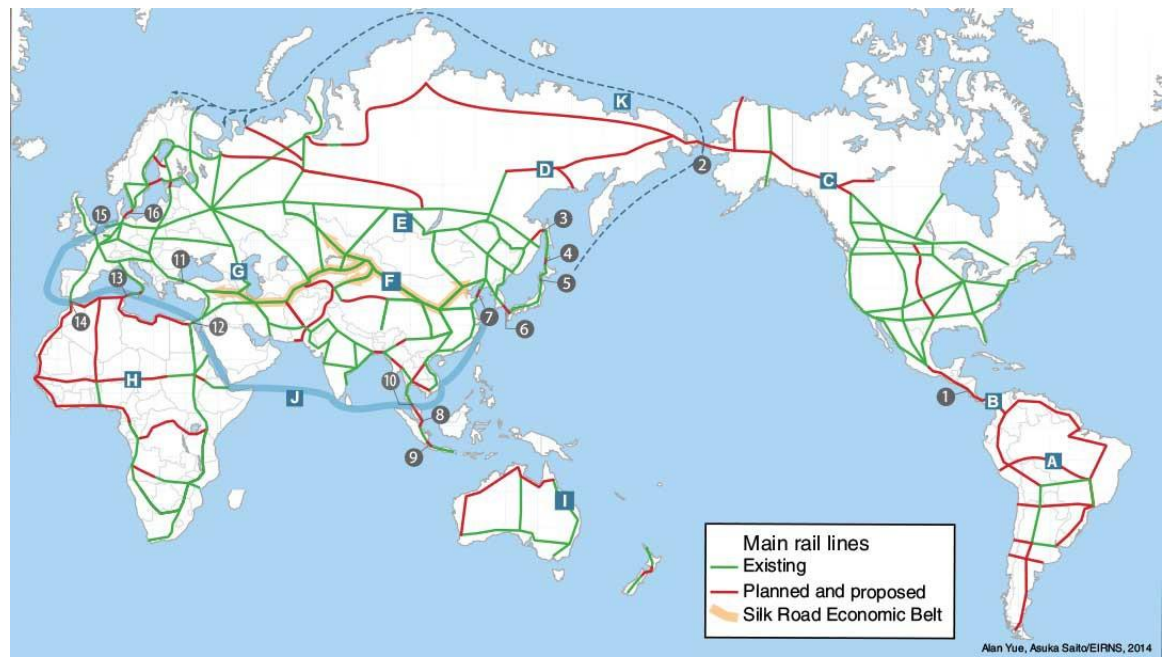 K
2
D
C
3
15
16
E
4
11
G
F
5
13
14
12
7
6
H
10
J
8
1
B
9
A
I
Main rail lines
Existing
Planned and proposed
Silk Road Economic Belt
Alan Yue, Asuka Saito/EIRNS, 2014